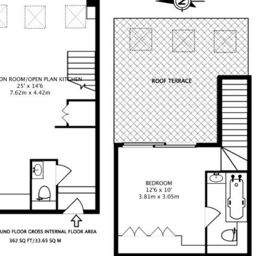 ON ROOM/OPEN PLAN KITCHEN
25' x 14'6
7.62m x 4.42m
ROOF TERRACE
BEDROOM
12'6 x 10'
3.81m x 3.05m
UND FLOOR GROSS INTERNAL FLOOR AREA
362 SQ FT/33.65 SQ M